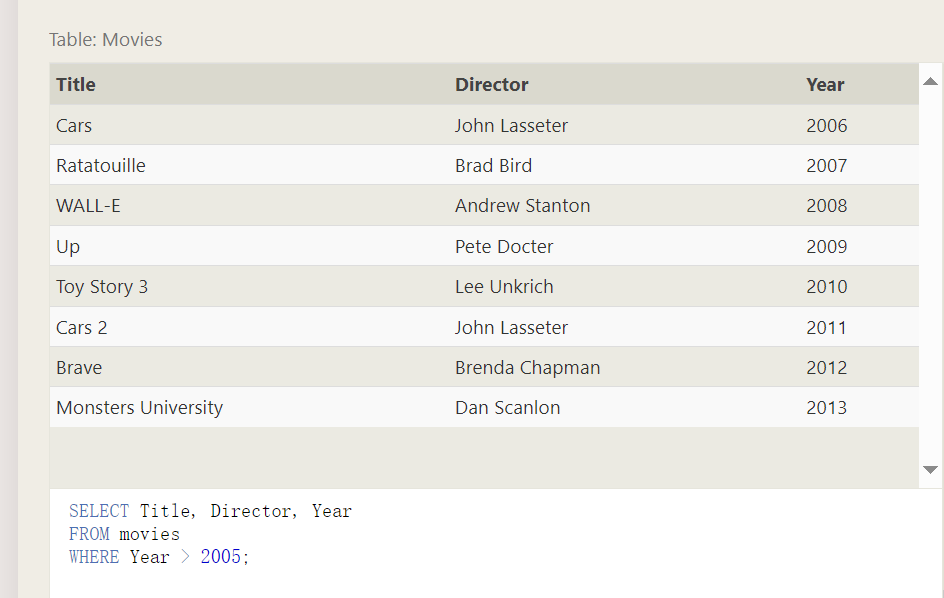 Table: Movies
Title Director Year
Cars John Lasseter 2006
Ratatouille Brad Bird 2007
WALL-E Andrew Stanton 2008
Up Pete Docter 2009
Toy Story 3 Lee Unkrich 2010
Cars 2 John Lasseter 2011
Brave Brenda Chapman 2012
Monsters University Dan Scanlon 2013
SELECT Title, Director, Year
FROM movies
WHERE Year > 2005;